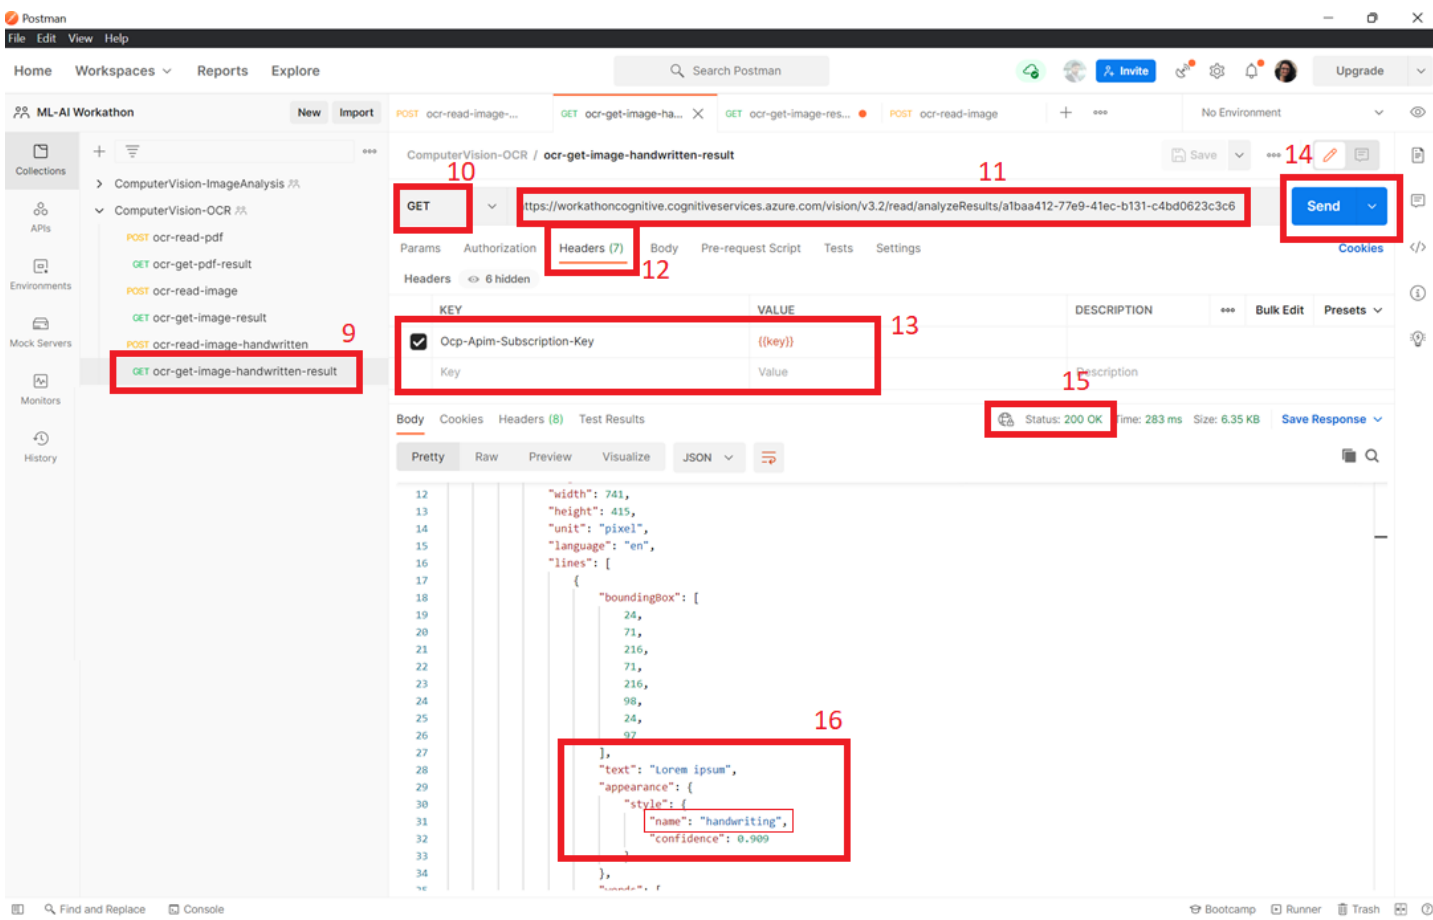 Postman
File Edit View Help
Home Workspaces Reports Explore Search Postman Invite Upgrade
ML-AI Workathon New Import POST ocr-read-image-... GET ocr-get-image-ha... GET ocr-get-image-res... POST ocr-read-image No Environment
Collections
APIs
Environments
Mock Servers
Monitors
History
ComputerVision-ImageAnalysis
ComputerVision-OCR
POST ocr-read-pdf
GET ocr-get-pdf-result
POST ocr-read-image
GET ocr-get-image-result
POST ocr-read-image-handwritten
GET ocr-get-image-handwritten-result
9
ComputerVision-OCR / ocr-get-image-handwritten-result Save
10 11 14
GET ttps://workathoncognitive.cognitiveservices.azure.com/vision/v3.2/read/analyzeResults/a1baa412-77e9-41ec-b131-c4bd0623c3c6 Send
Params Authorization Headers (7) Body Pre-request Script Tests Settings Cookies
12
Headers 6 hidden
KEY VALUE DESCRIPTION Bulk Edit Presets
13
Ocp-Apim-Subscription-Key {{key}}
Key Value Description
15
Body Cookies Headers (8) Test Results Status: 200 OK Time: 283 ms Size: 6.35 KB Save Response
Pretty Raw Preview Visualize JSON
12 "width": 741,
13 "height": 415,
14 "unit": "pixel",
15 "language": "en",
16 "lines": [
17 {
18 "boundingBox": [
19 24,
20 71,
21 216,
22 71,
23 216,
24 98,
25 24,
26 97
16
27 ],
28 "text": "Lorem ipsum",
29 "appearance": {
30 "style": {
31 "name": "handwriting",
32 "confidence": 0.909
33 }
34 },
35 "words": [
Find and Replace Console Bootcamp Runner Trash